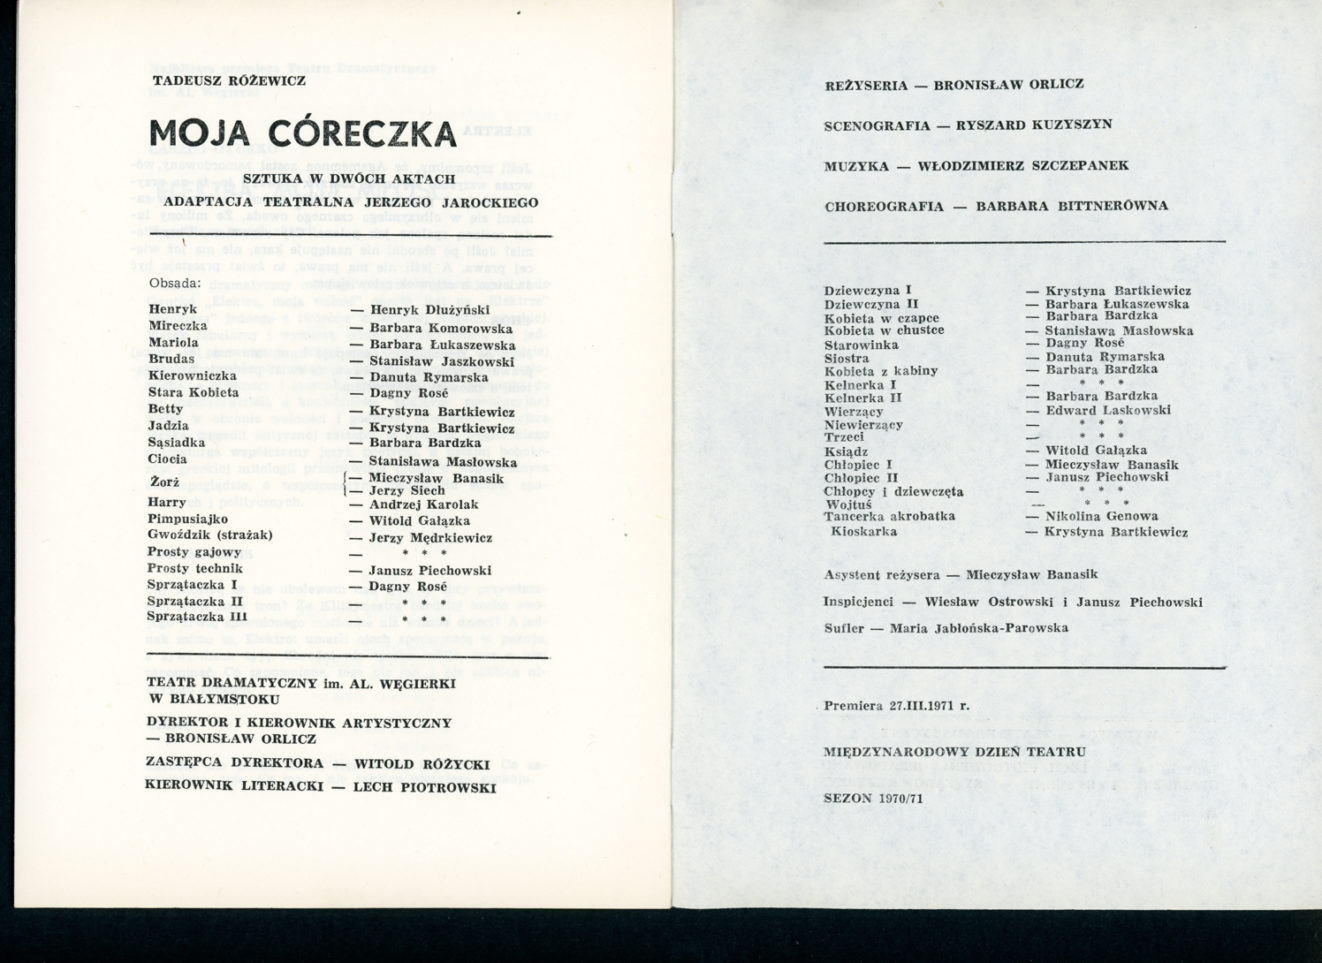 TADEUSZ RÓŻEWICZ
MOJA CÓRECZKA
SZTUKA W DWÓCH AKTACH
ADAPTACJA TEATRALNA JERZEGO JAROCKIEGO
Obsada:
Henryk — Henryk Dłużyński
Mireczka — Barbara Komorowska
Mariola — Barbara Łukaszewska
Brudas — Stanisław Jaszkowski
Kierowniczka — Danuta Rymarska
Stara Kobieta — Dagny Rosé
Betty — Krystyna Bartkiewicz
Jadzia — Krystyna Bartkiewicz
Sąsiadka — Barbara Bardzka
Ciocia — Stanisława Masłowska
Żorż { — Mieczysław Banasik
— Jerzy Siech
Harry — Andrzej Karolak
Pimpusiajko — Witold Gałązka
Gwoździk (strażak) — Jerzy Mędrkiewicz
Prosty gajowy — * * *
Prosty technik — Janusz Piechowski
Sprzątaczka I — Dagny Rosé
Sprzątaczka II — * * *
Sprzątaczka III — * * *
TEATR DRAMATYCZNY im. AL. WĘGIERKI
W BIAŁYMSTOKU
DYREKTOR I KIEROWNIK ARTYSTYCZNY
— BRONISŁAW ORLICZ
ZASTĘPCA DYREKTORA — WITOLD RÓŻYCKI
KIEROWNIK LITERACKI — LECH PIOTROWSKI
REŻYSERIA — BRONISŁAW ORLICZ
SCENOGRAFIA — RYSZARD KUZYSZYN
MUZYKA — WŁODZIMIERZ SZCZEPANEK
CHOREOGRAFIA — BARBARA BITTNERÓWNA
Dziewczyna I — Krystyna Bartkiewicz
Dziewczyna II — Barbara Łukaszewska
Kobieta w czapce — Barbara Bardzka
Kobieta w chustce — Stanisława Masłowska
Starowinka — Dagny Rosé
Siostra — Danuta Rymarska
Kobieta z kabiny — Barbara Bardzka
Kelnerka I — * * *
Kelnerka II — Barbara Bardzka
Wierzący — Edward Laskowski
Niewierzący — * * *
Trzeci — * * *
Ksiądz — Witold Gałązka
Chłopiec I — Mieczysław Banasik
Chłopiec II — Janusz Piechowski
Chłopcy i dziewczęta — * * *
Wojtuś — * * *
Tancerka akrobatka — Nikolina Genowa
Kioskarka — Krystyna Bartkiewicz
Asystent reżysera — Mieczysław Banasik
Inspicjenci — Wiesław Ostrowski i Janusz Piechowski
Sufler — Maria Jabłońska-Parowska
Premiera 27.III.1971 r.
MIĘDZYNARODOWY DZIEŃ TEATRU
SEZON 1970/71